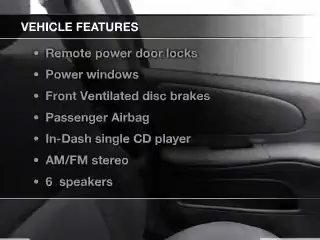 VEHICLE FEATURES
• Remote power door locks
• Power windows
• Front Ventilated disc brakes
• Passenger Airbag
• In-Dash single CD player
• AM/FM stereo
• 6 speakers